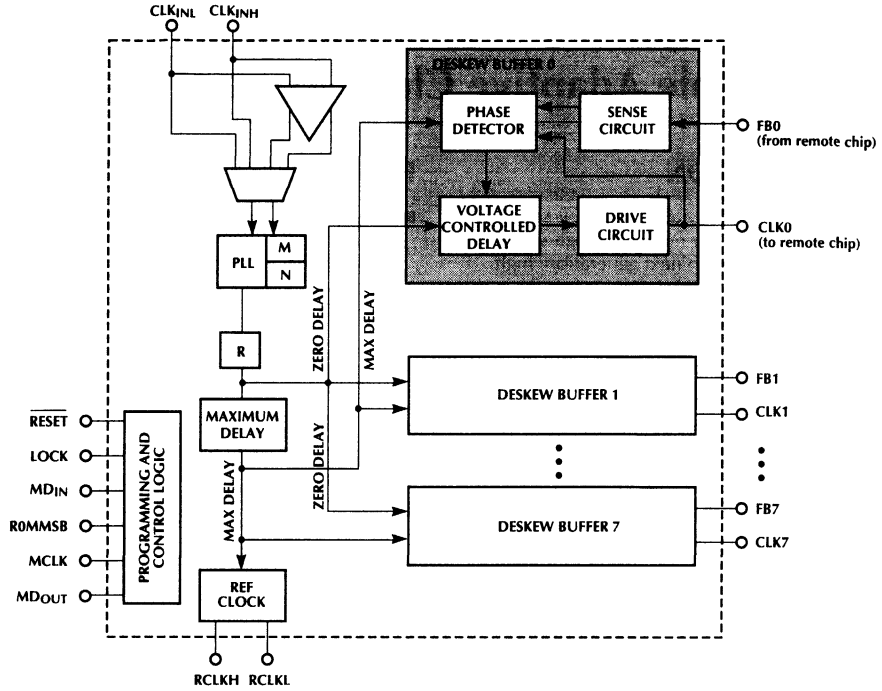 CLKINL
CLKINH
DESKEW BUFFER 0
PHASE
DETECTOR
SENSE
CIRCUIT
FB0
(from remote chip)
VOLTAGE
CONTROLLED
DELAY
DRIVE
CIRCUIT
CLK0
(to remote chip)
PLL
M
N
R
ZERO DELAY
MAX DELAY
MAXIMUM
DELAY
DESKEW BUFFER 1
FB1
CLK1
MAX DELAY
ZERO DELAY
DESKEW BUFFER 7
FB7
CLK7
RESET
LOCK
MDIN
R0MMSB
MCLK
MDOUT
PROGRAMMING AND
CONTROL LOGIC
REF
CLOCK
RCLKH
RCLKL